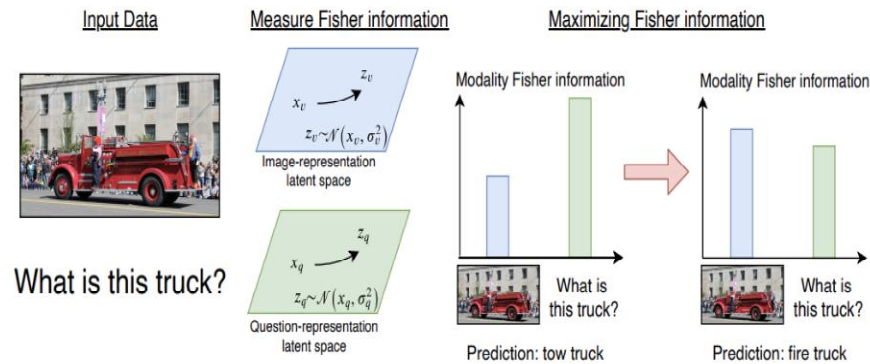 Input Data
Measure Fisher information
Maximizing Fisher information
What is this truck?
x_v
z_v
z_v~𝒩(x_v, σ_v^2)
Image-representation
latent space
x_q
z_q
z_q~𝒩(x_q, σ_q^2)
Question-representation
latent space
Modality Fisher information
What is
this truck?
Prediction: tow truck
Modality Fisher information
What is
this truck?
Prediction: fire truck